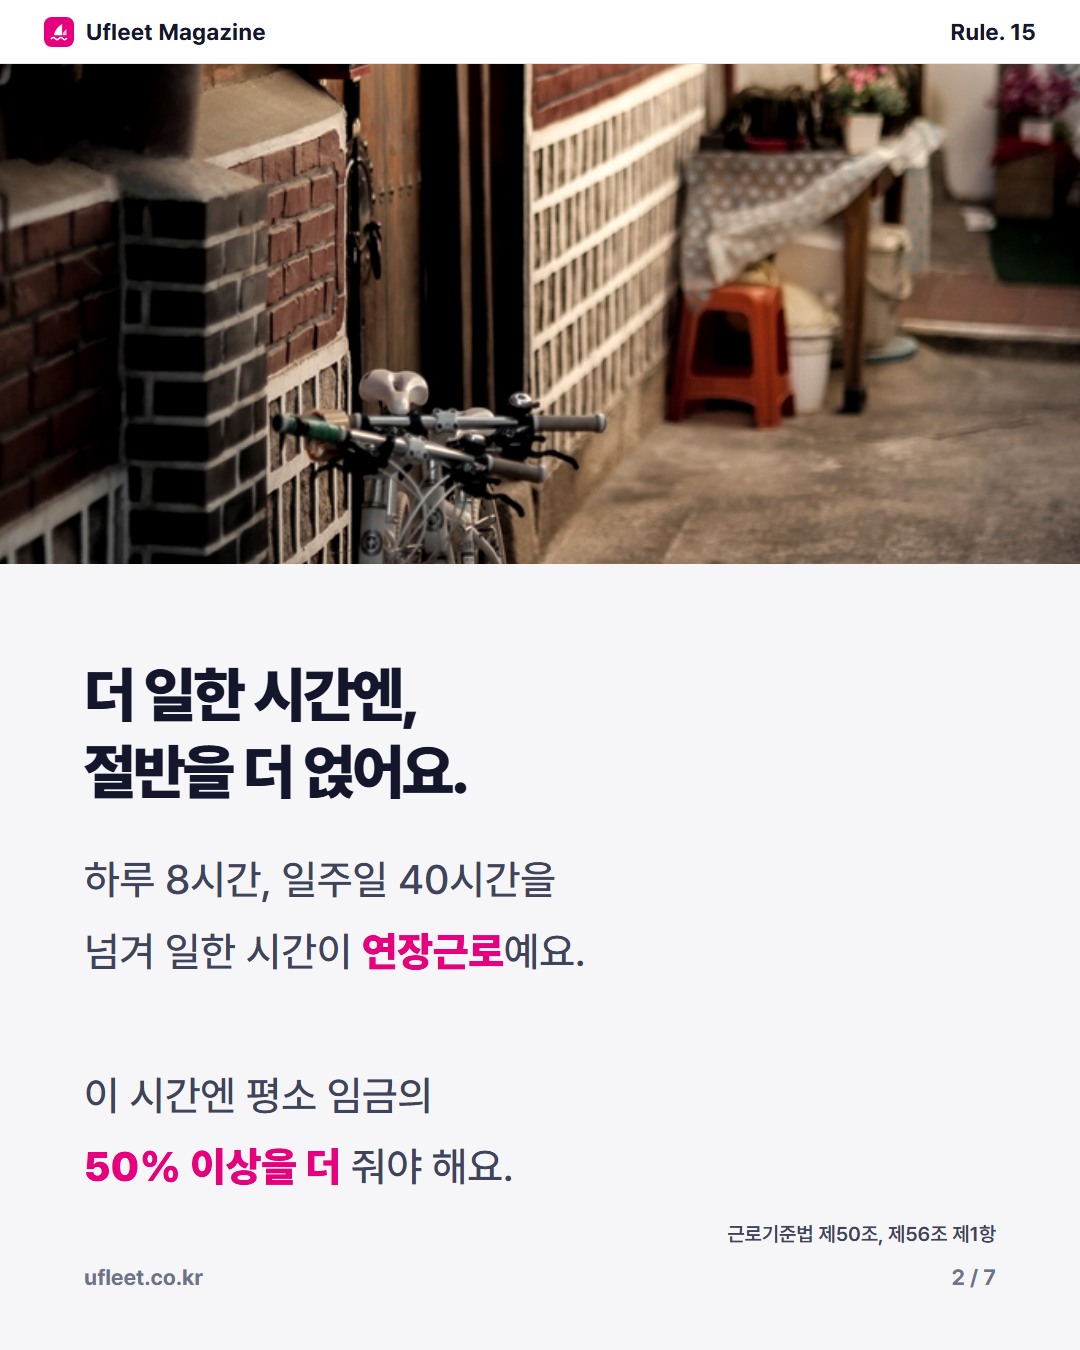 Ufleet Magazine
Rule. 15
더 일한 시간엔,
절반을 더 얹어요.
하루 8시간, 일주일 40시간을
넘겨 일한 시간이 연장근로예요.
이 시간엔 평소 임금의
50% 이상을 더 줘야 해요.
근로기준법 제50조, 제56조 제1항
ufleet.co.kr
2 / 7